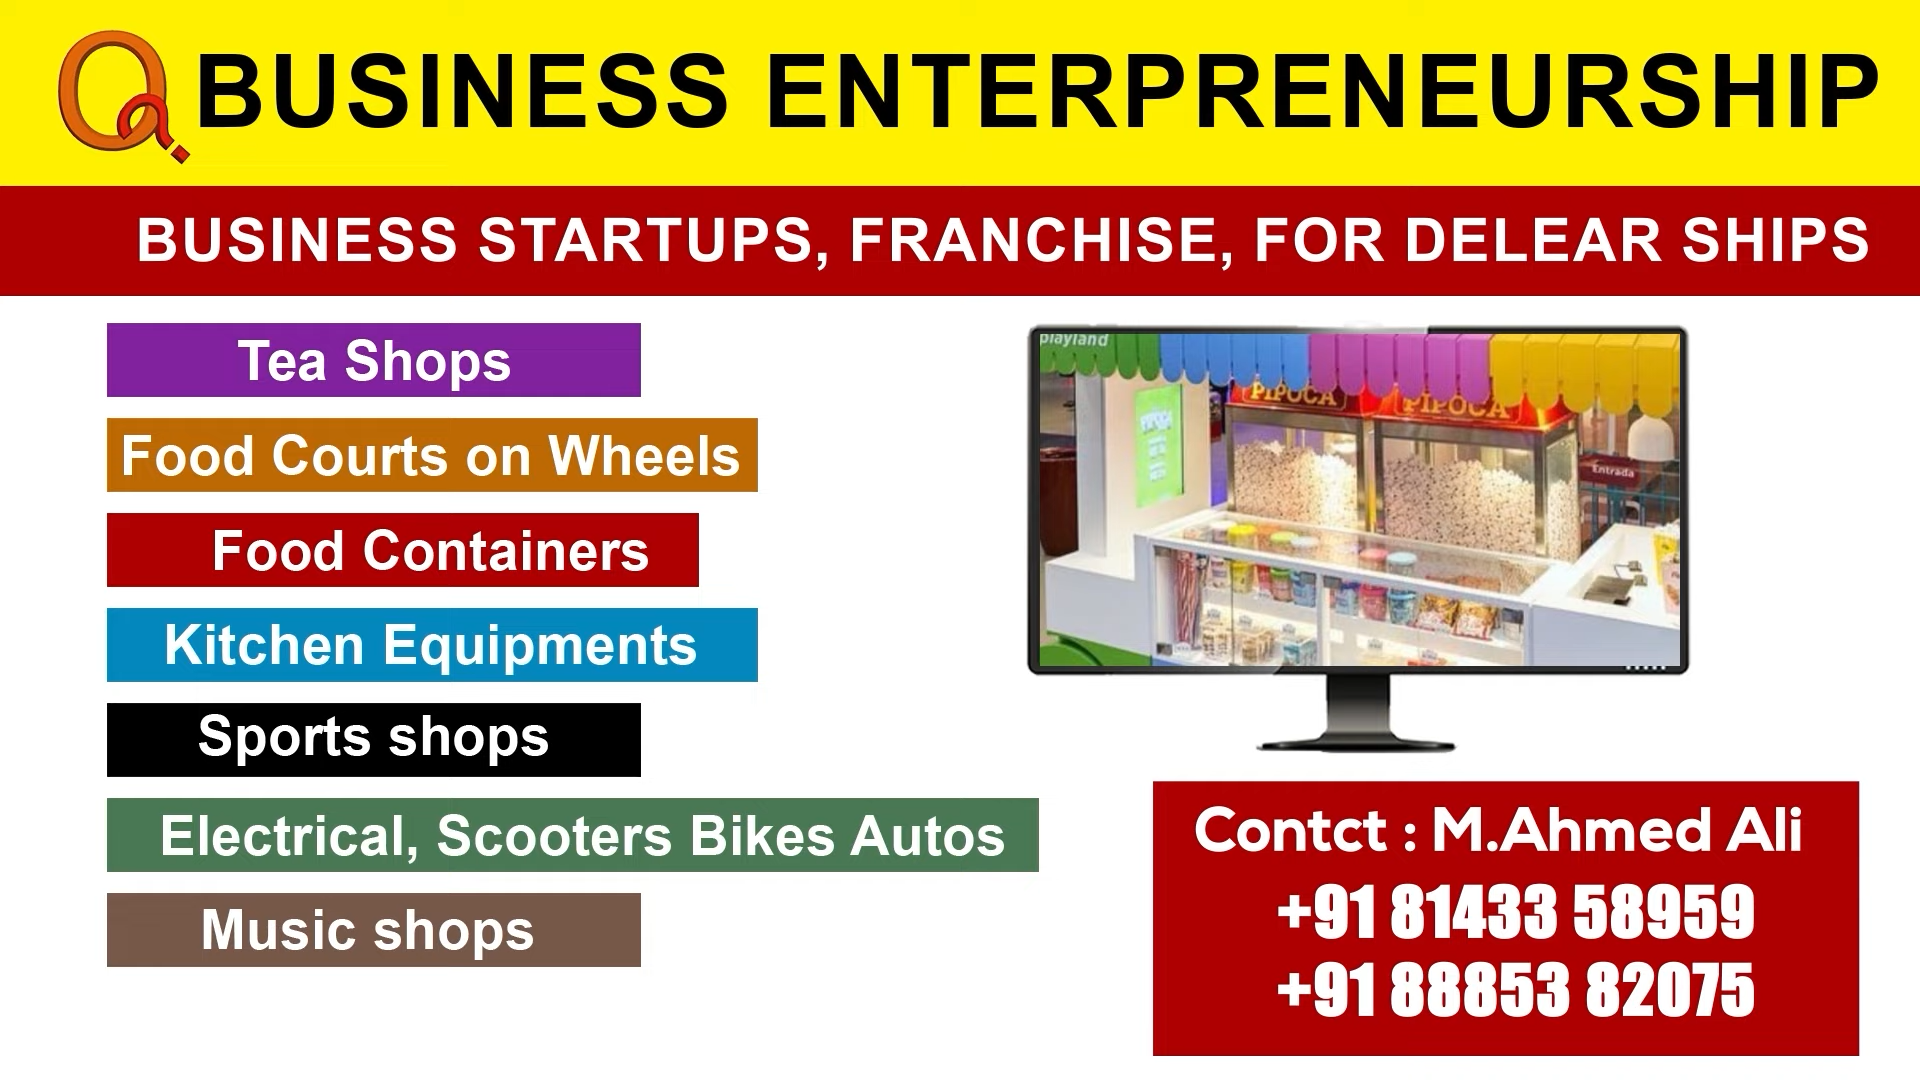 Q BUSINESS ENTERPRENEURSHIP
BUSINESS STARTUPS, FRANCHISE, FOR DELEAR SHIPS
Tea Shops
Food Courts on Wheels
Food Containers
Kitchen Equipments
Sports shops
Electrical, Scooters Bikes Autos
Music shops
playland
PIPOCA PIPOCA
Entrada
Contct : M.Ahmed Ali
+91 81433 58959
+91 88853 82075